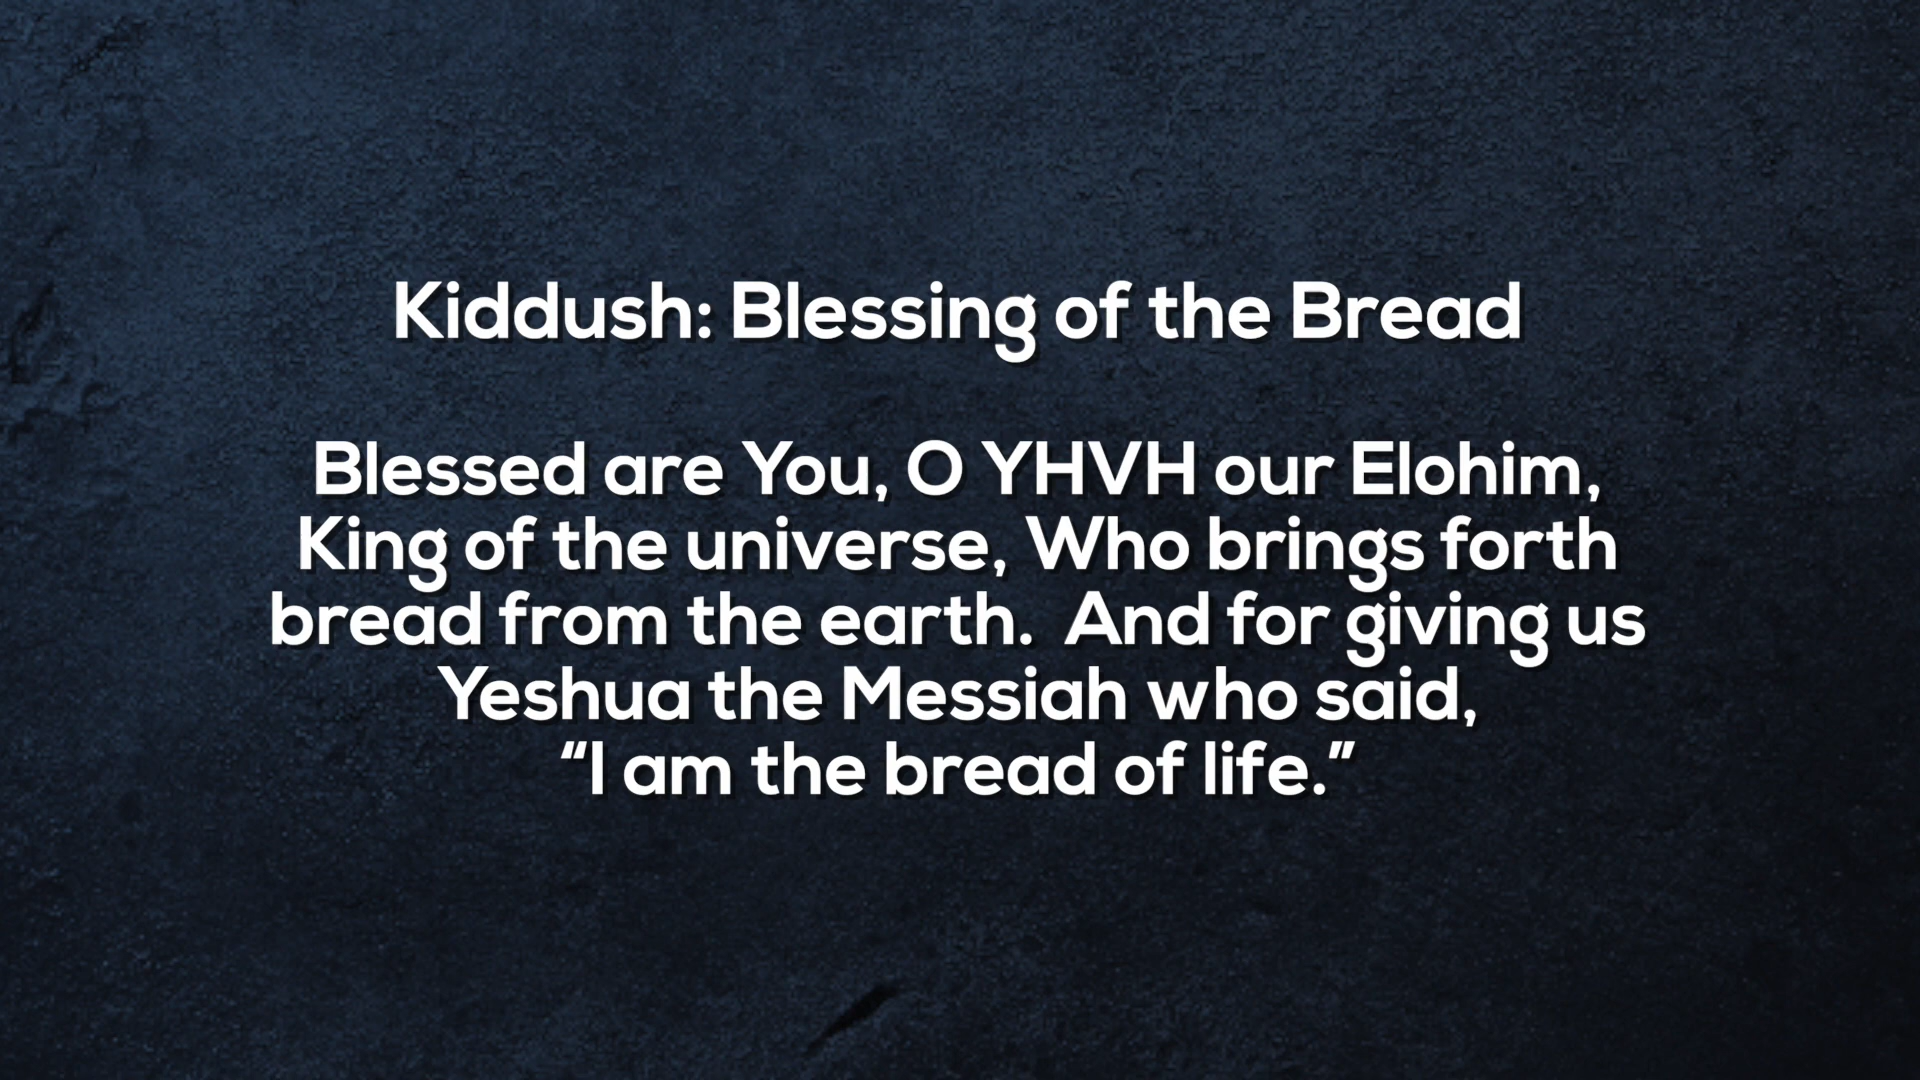 Kiddush: Blessing of the Bread
Blessed are You, O YHVH our Elohim,
King of the universe, Who brings forth
bread from the earth.  And for giving us
Yeshua the Messiah who said,
“I am the bread of life.”